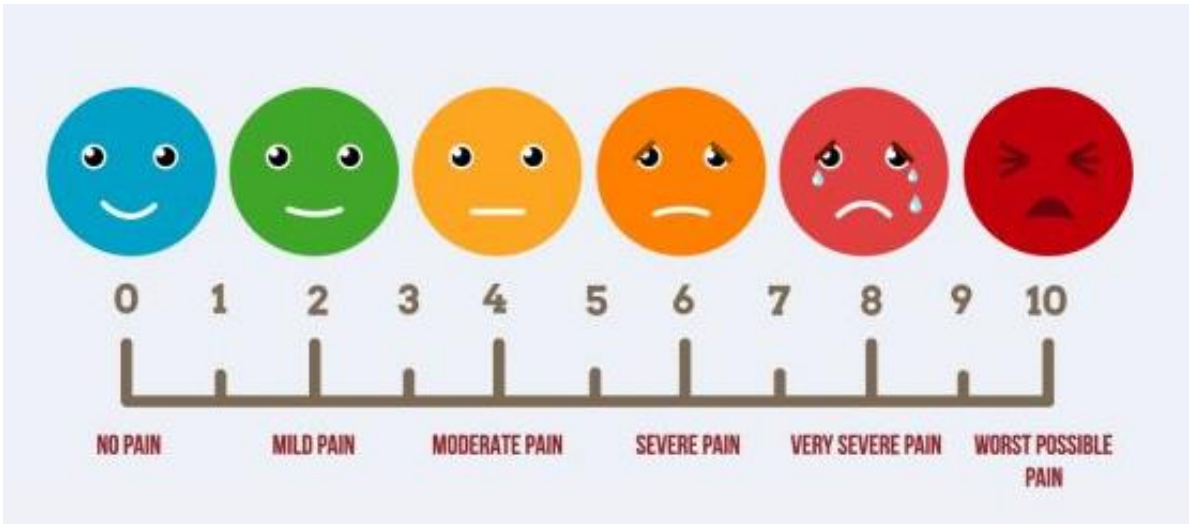 0 1 2 3 4 5 6 7 8 9 10
NO PAIN MILD PAIN MODERATE PAIN SEVERE PAIN VERY SEVERE PAIN WORST POSSIBLE
PAIN